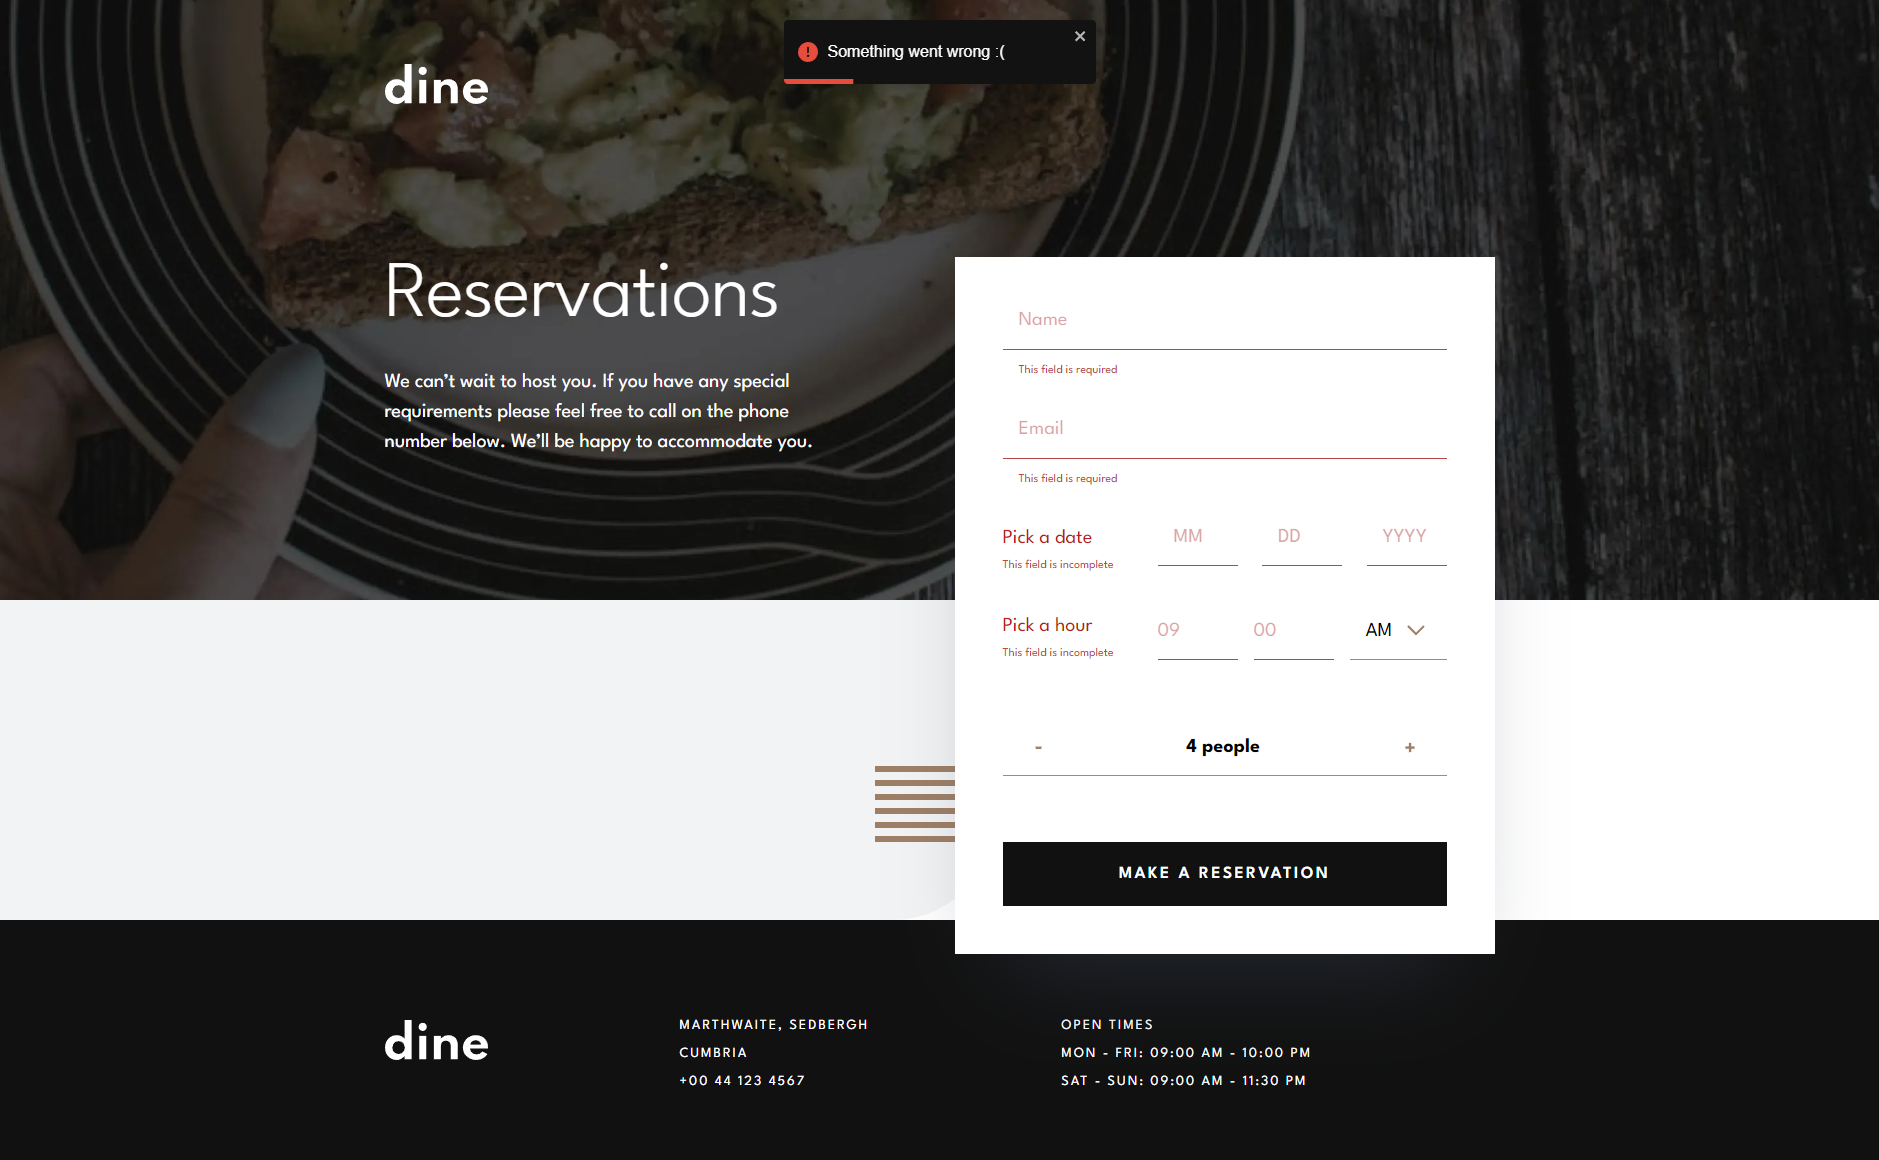 Something went wrong :(
dine
Reservations
We can’t wait to host you. If you have any special
requirements please feel free to call on the phone
number below. We’ll be happy to accommodate you.
Name
This field is required
Email
This field is required
Pick a date MM DD YYYY
This field is incomplete
Pick a hour 09 00 AM
This field is incomplete
- 4 people +
MAKE A RESERVATION
dine
MARTHWAITE, SEDBERGH
CUMBRIA
+00 44 123 4567
OPEN TIMES
MON - FRI: 09:00 AM - 10:00 PM
SAT - SUN: 09:00 AM - 11:30 PM